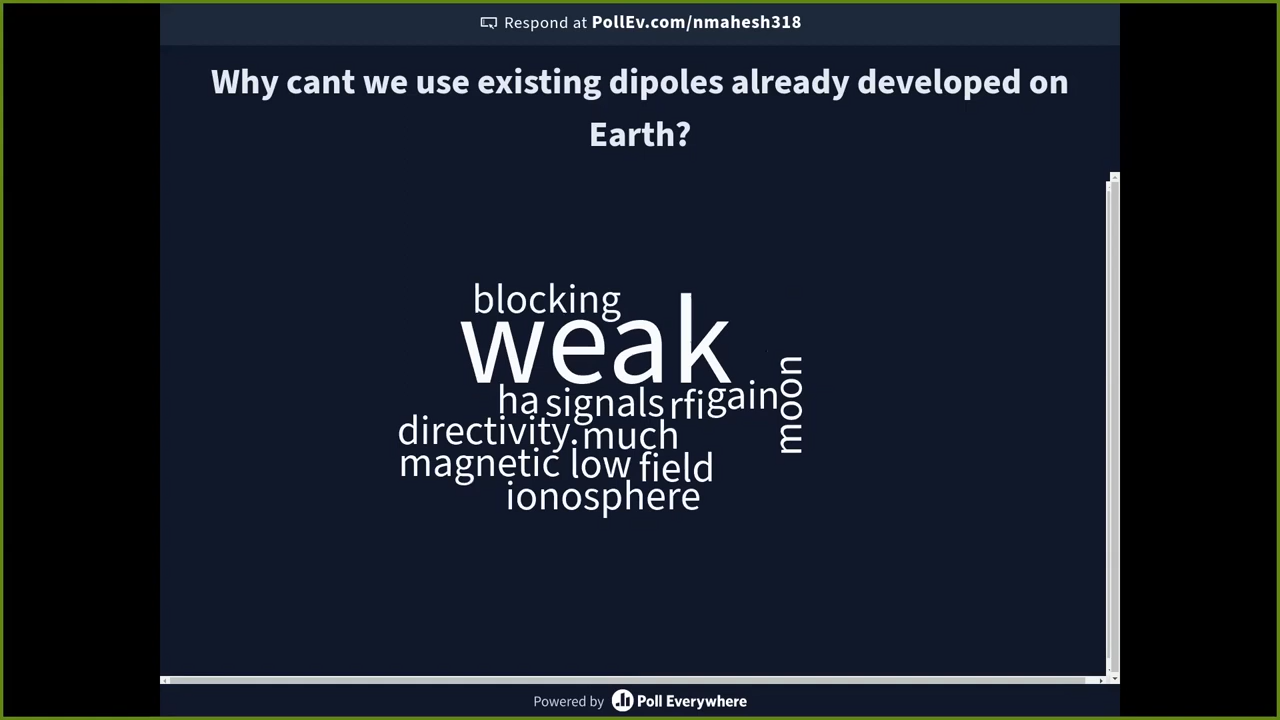 Respond at PollEv.com/nmahesh318
Why cant we use existing dipoles already developed on
Earth?
blocking
weak
moon
ha signals rfi gain
directivity. much
magnetic low field
ionosphere
Powered by Poll Everywhere